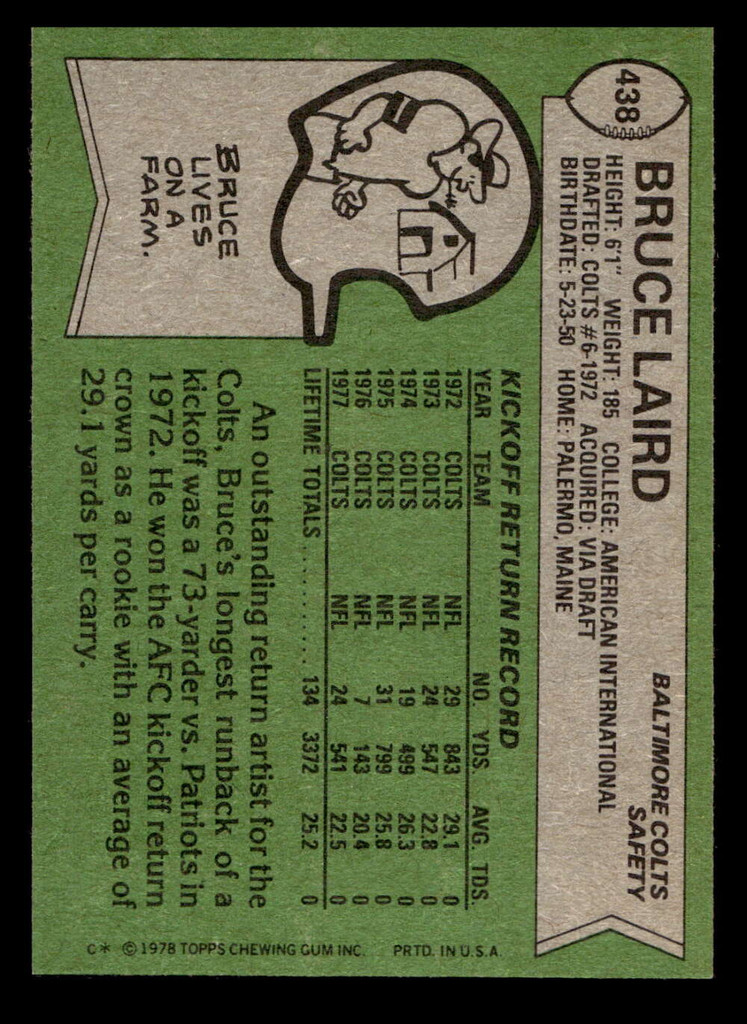 438
BRUCE LAIRD
BALTIMORE COLTS
SAFETY
HEIGHT: 6'1" WEIGHT: 185 COLLEGE: AMERICAN INTERNATIONAL
DRAFTED: COLTS #6-1972 ACQUIRED: VIA DRAFT
BIRTHDATE: 5-23-50 HOME: PALERMO, MAINE
BRUCE
LIVES
ON A
FARM.
KICKOFF RETURN RECORD
YEAR TEAM NO. YDS. AVG. TDS.
1972 COLTS NFL 29 843 29.1 0
1973 COLTS NFL 24 547 22.8 0
1974 COLTS NFL 19 499 26.3 0
1975 COLTS NFL 31 799 25.8 0
1976 COLTS NFL 7 143 20.4 0
1977 COLTS NFL 24 541 22.5 0
LIFETIME TOTALS .......... 134 3372 25.2 0
An outstanding return artist for the
Colts, Bruce's longest runback of a
kickoff was a 73-yarder vs. Patriots in
1972. He won the AFC kickoff return
crown as a rookie with an average of
29.1 yards per carry.
C* © 1978 TOPPS CHEWING GUM INC. PRTD. IN U.S.A.